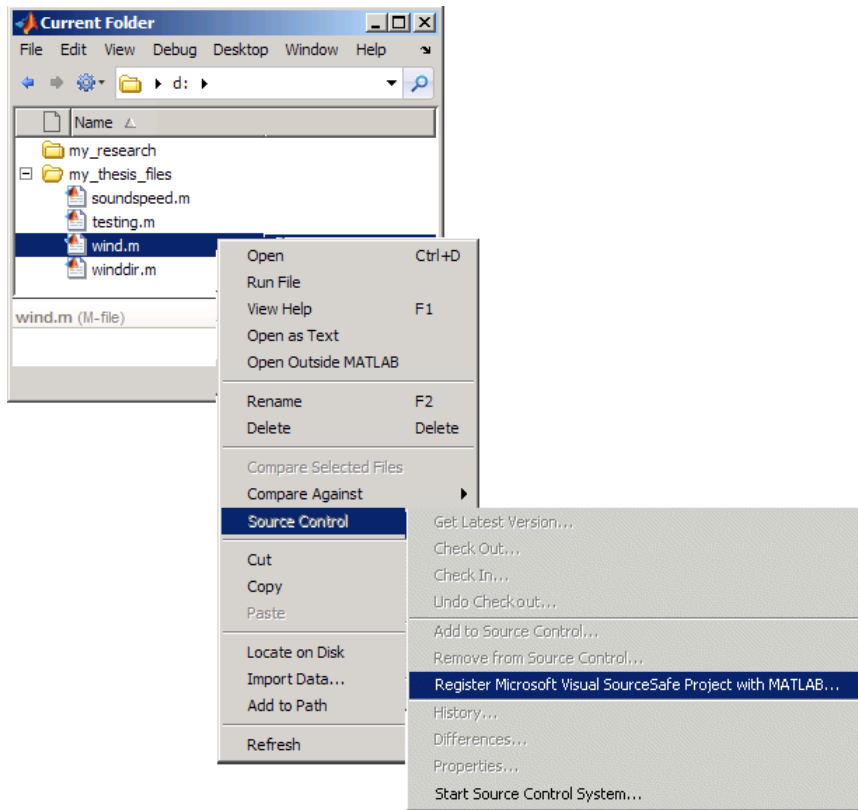 Current Folder
File Edit View Debug Desktop Window Help
d:
Name
my_research
my_thesis_files
soundspeed.m
testing.m
wind.m
winddir.m
wind.m (M-file)
Open Ctrl+D
Run File
View Help F1
Open as Text
Open Outside MATLAB
Rename F2
Delete Delete
Compare Selected Files
Compare Against
Source Control
Cut
Copy
Paste
Locate on Disk
Import Data...
Add to Path
Refresh
Get Latest Version...
Check Out...
Check In...
Undo Checkout...
Add to Source Control...
Remove from Source Control...
Register Microsoft Visual SourceSafe Project with MATLAB...
History...
Differences...
Properties...
Start Source Control System...